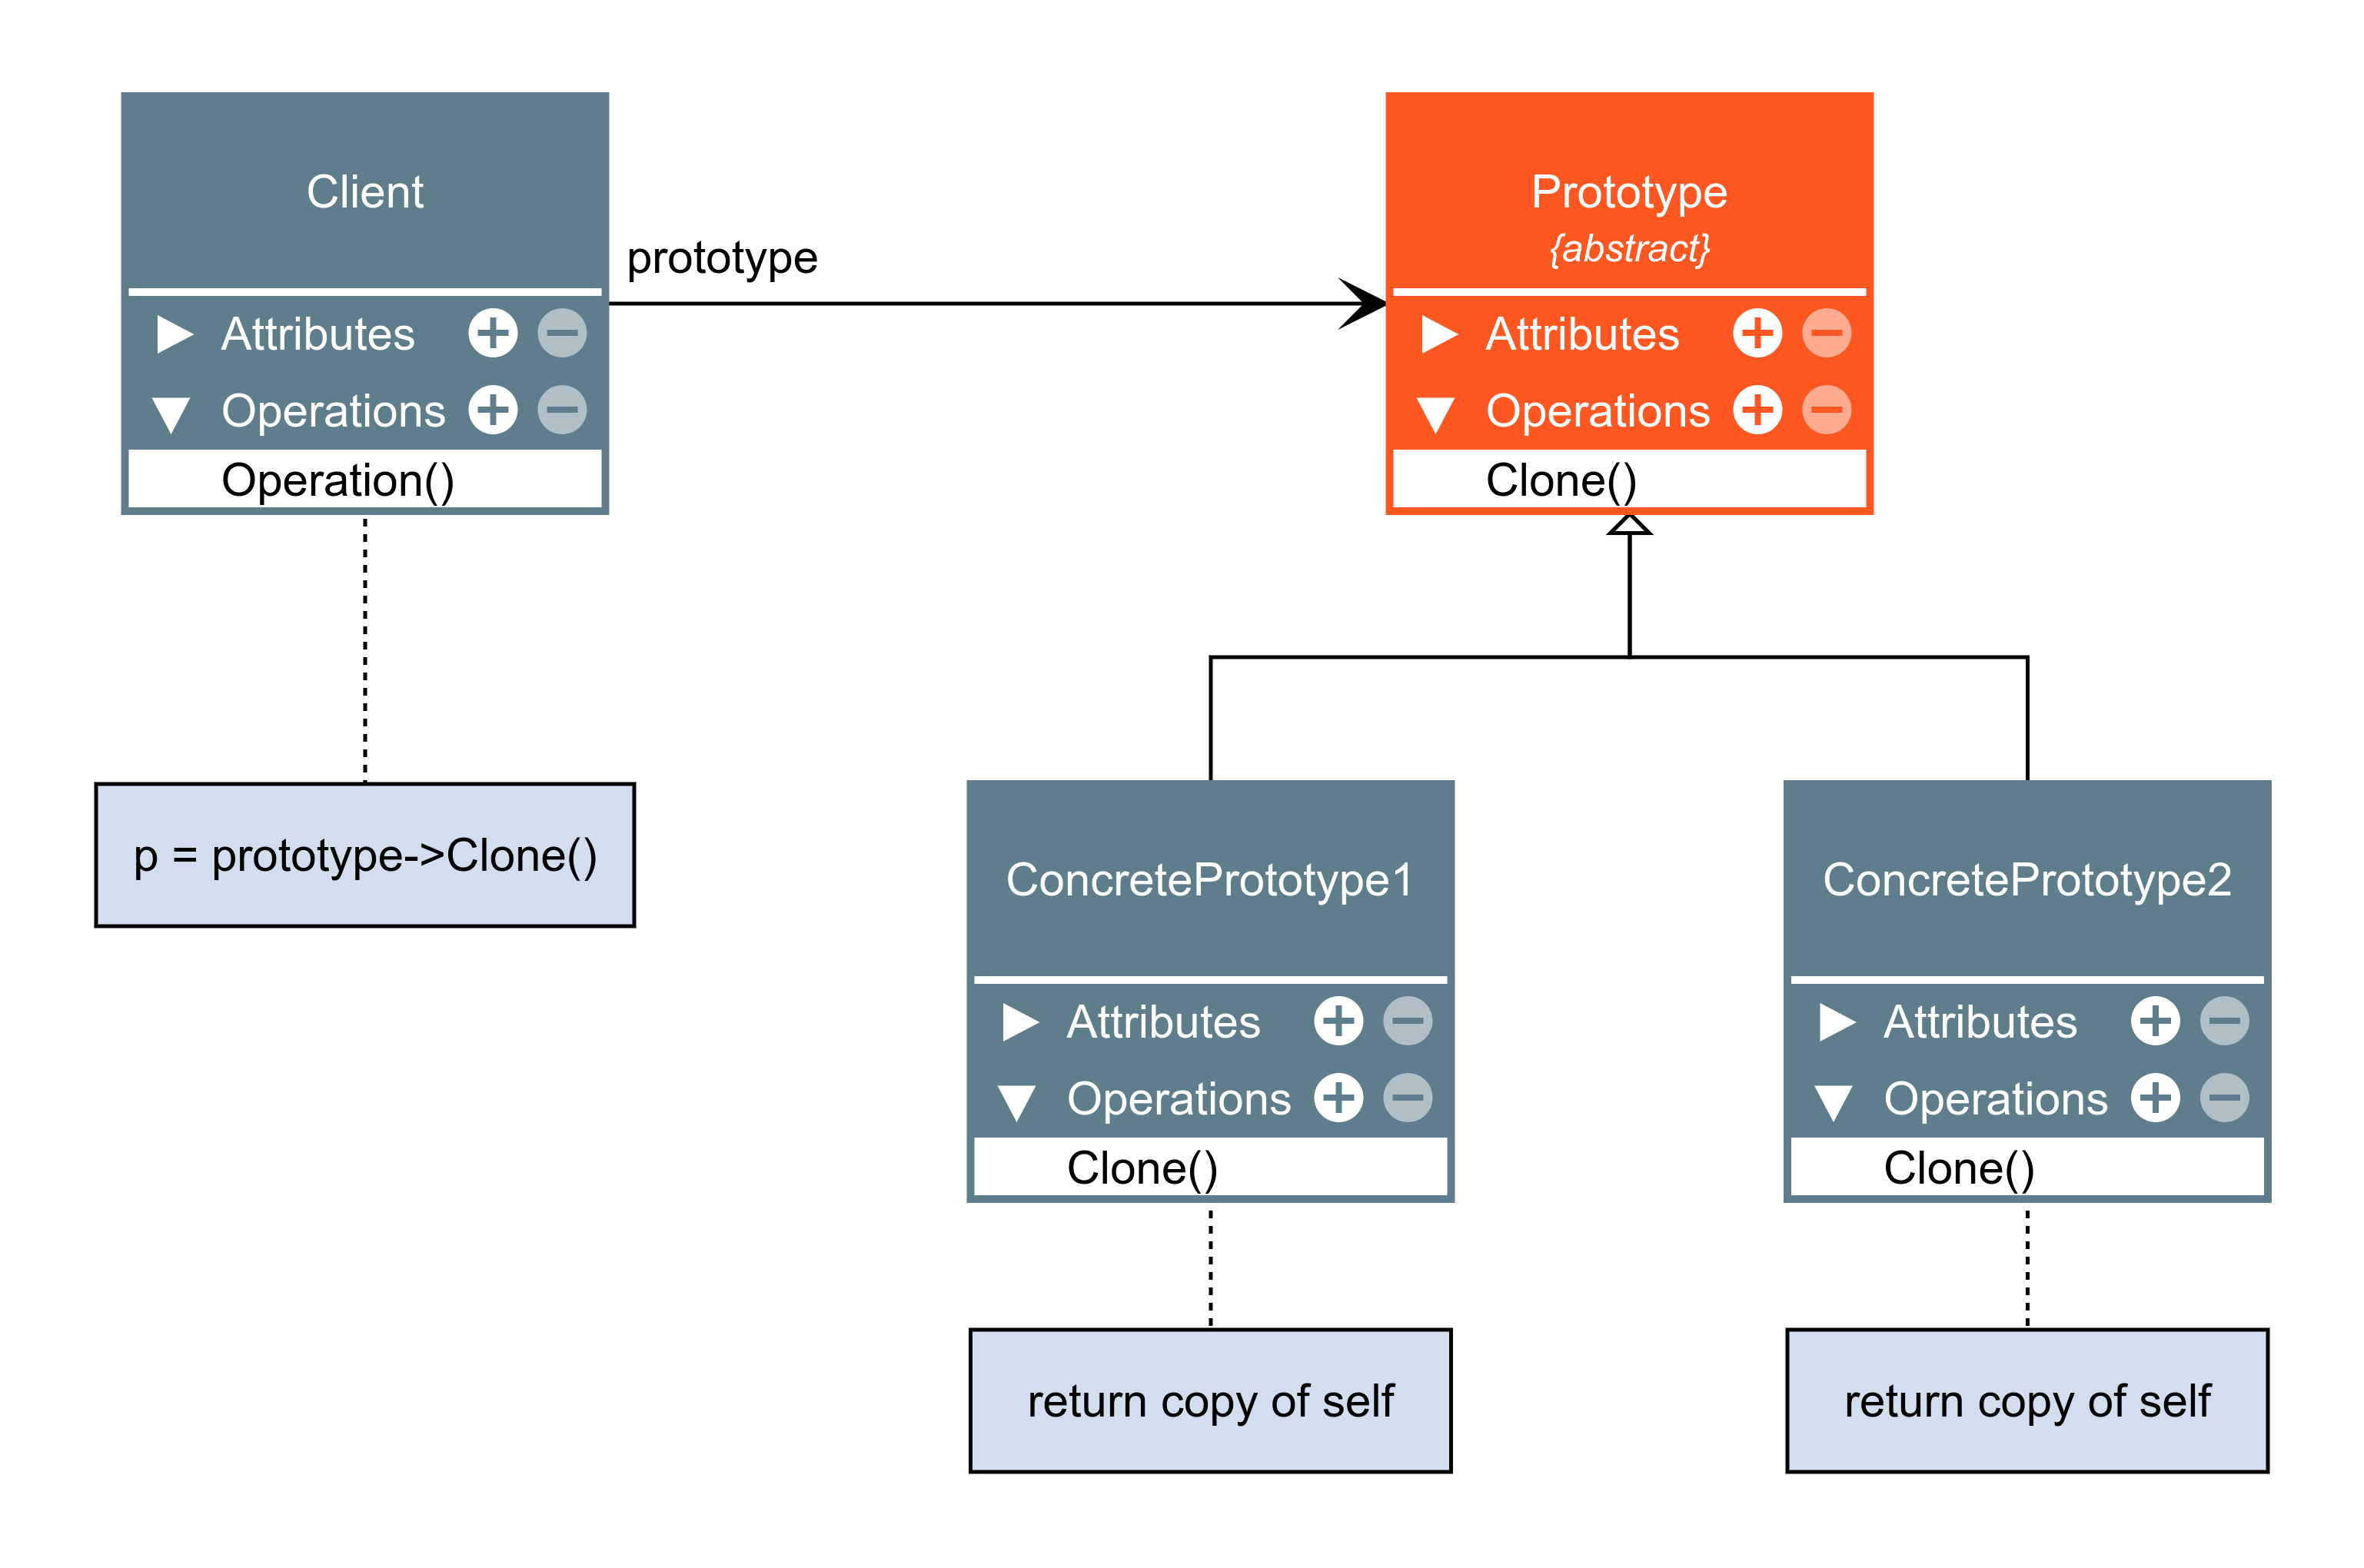 Client
Attributes
Operations
Operation()
prototype
Prototype
{abstract}
Attributes
Operations
Clone()
p = prototype->Clone()
ConcretePrototype1
Attributes
Operations
Clone()
return copy of self
ConcretePrototype2
Attributes
Operations
Clone()
return copy of self